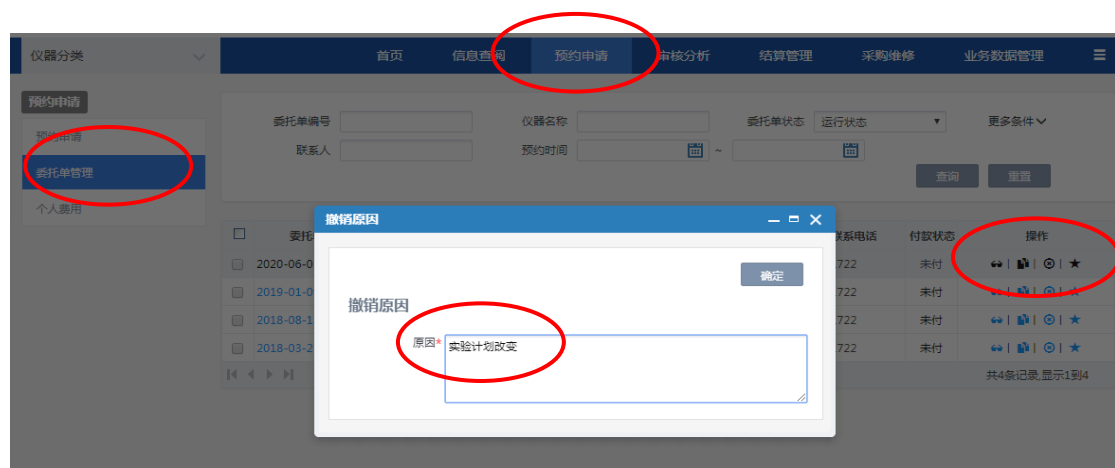 仪器分类 首页 信息查阅 预约申请 审核分析 结算管理 采购维修 业务数据管理
预约申请
预约申请
委托单管理
个人费用
委托单编号 仪器名称 委托单状态 运行状态 更多条件
联系人 预约时间 ~
查询 重置
委托 联系电话 付款状态 操作
2020-06-0 722 未付
2019-01-0 722 未付
2018-08-1 722 未付
2018-03-2 722 未付
共4条记录,显示1到4
撤销原因
确定
撤销原因
原因* 实验计划改变